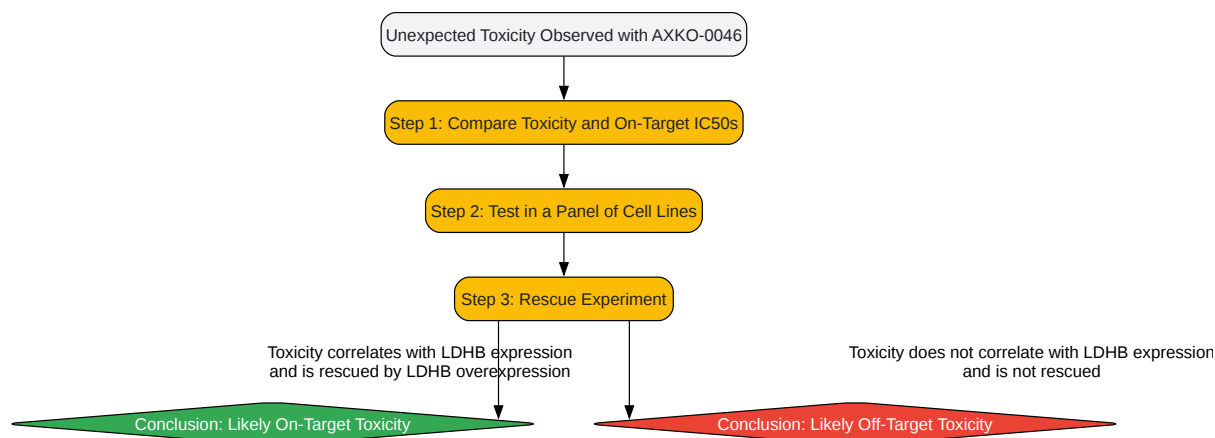 Unexpected Toxicity Observed with AXKO-0046
Step 1: Compare Toxicity and On-Target IC50s
Step 2: Test in a Panel of Cell Lines
Step 3: Rescue Experiment
Toxicity correlates with LDHB expression
and is rescued by LDHB overexpression
Toxicity does not correlate with LDHB expression
and is not rescued
Conclusion: Likely On-Target Toxicity
Conclusion: Likely Off-Target Toxicity